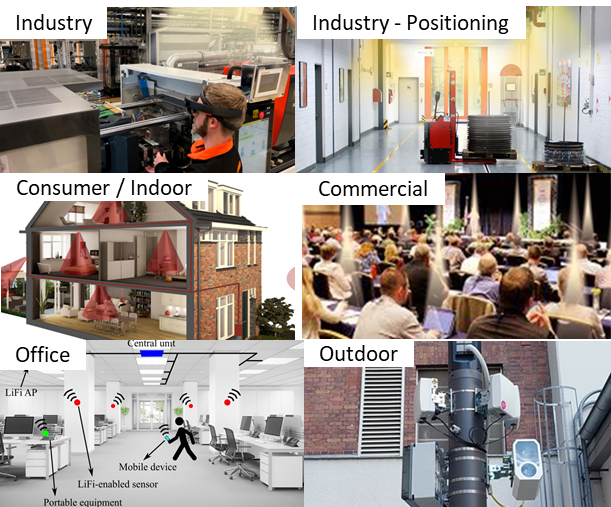 Industry
Industry - Positioning
Consumer / Indoor
Commercial
Office
Central unit
LiFi AP
Mobile device
LiFi-enabled sensor
Portable equipment
Outdoor